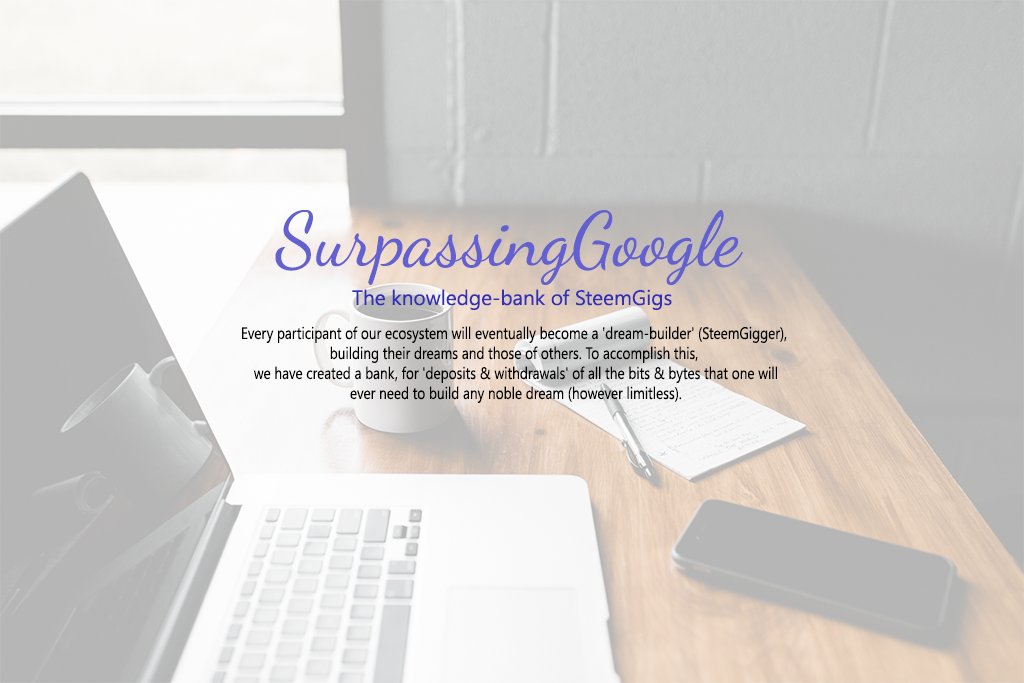 SurpassingGoogle
The knowledge-bank of SteemGigs
Every participant of our ecosystem will eventually become a 'dream-builder' (SteemGigger),
building their dreams and those of others. To accomplish this,
we have created a bank, for 'deposits & withdrawals' of all the bits & bytes that one will
ever need to build any noble dream (however limitless).